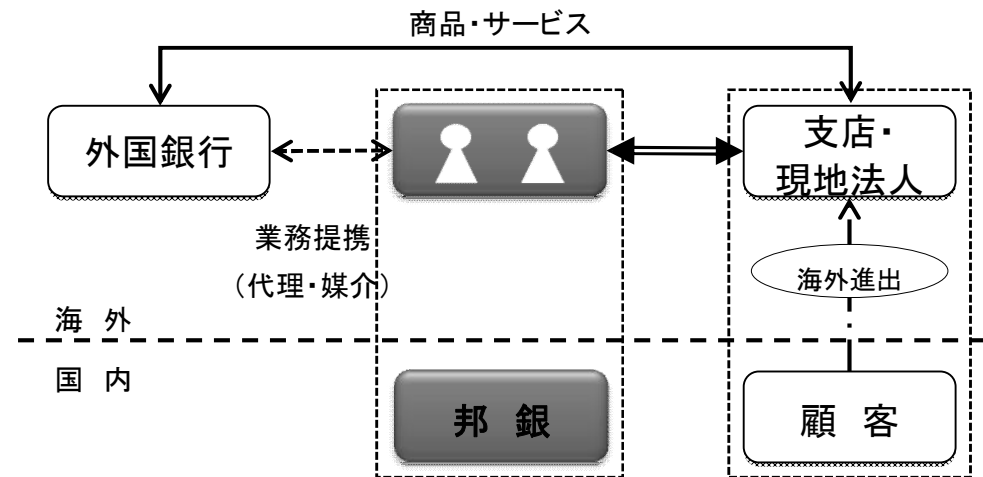 商品・サービス
外国銀行
支店・
現地法人
業務提携
（代理・媒介）
海外進出
海 外
国 内
邦 銀
顧 客